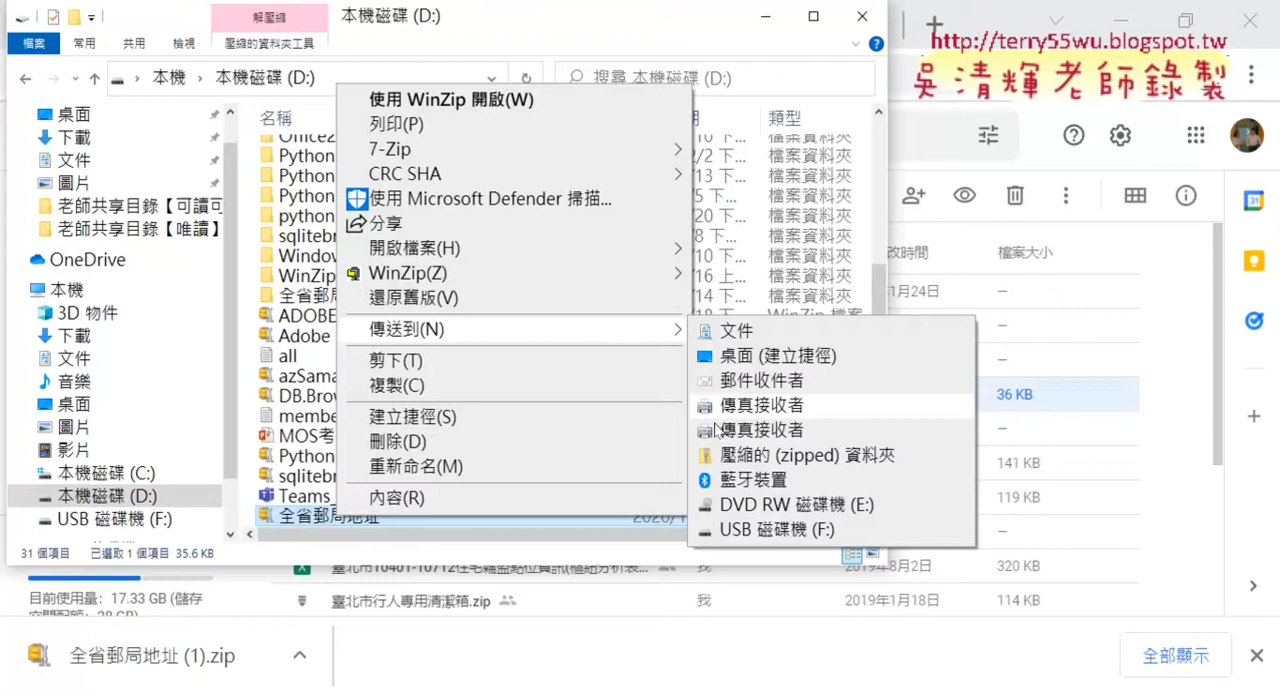 解壓縮
本機磁碟 (D:)
檔案
常用
共用
檢視
壓縮的資料夾工具
http://terry55wu.blogspot.tw
吳清輝老師錄製
本機 › 本機磁碟 (D:)
搜尋 本機磁碟 (D:)
桌面
下載
文件
圖片
老師共享目錄【可讀可
老師共享目錄【唯讀】
OneDrive
本機
3D 物件
下載
文件
音樂
桌面
圖片
影片
本機磁碟 (C:)
本機磁碟 (D:)
USB 磁碟機 (F:)
名稱
類型
Python
Python
Python
python
sqlitebr
Window
WinZip
全省郵局
ADOBE
Adobe
all
azSama
DB.Brow
membe
MOS考
Python
sqlitebr
Teams_
全省郵局地址
檔案資料夾
檔案資料夾
檔案資料夾
檔案資料夾
檔案資料夾
檔案資料夾
檔案資料夾
檔案資料夾
檔案資料夾
使用 WinZip 開啟(W)
列印(P)
7-Zip
CRC SHA
使用 Microsoft Defender 掃描...
分享
開啟檔案(H)
WinZip(Z)
還原舊版(V)
傳送到(N)
剪下(T)
複製(C)
建立捷徑(S)
刪除(D)
重新命名(M)
內容(R)
文件
桌面 (建立捷徑)
郵件收件者
傳真接收者
傳真接收者
壓縮的 (zipped) 資料夾
藍牙裝置
DVD RW 磁碟機 (E:)
USB 磁碟機 (F:)
31 個項目 已選取 1 個項目 35.6 KB
改時間
檔案大小
月24日
36 KB
141 KB
119 KB
我
2019年8月2日
320 KB
臺北市行人專用清潔箱.zip
我
2019年1月18日
114 KB
目前使用量：17.33 GB (儲存
全省郵局地址 (1).zip
全部顯示